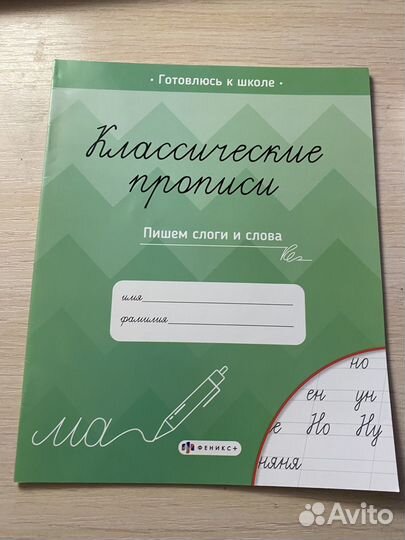 • Готовлюсь к школе •
Классические
прописи
Пишем слоги и слова
имя
фамилия
но
ен ун
е Но Ну
няня
ма
ФЕНИКС+
Avito